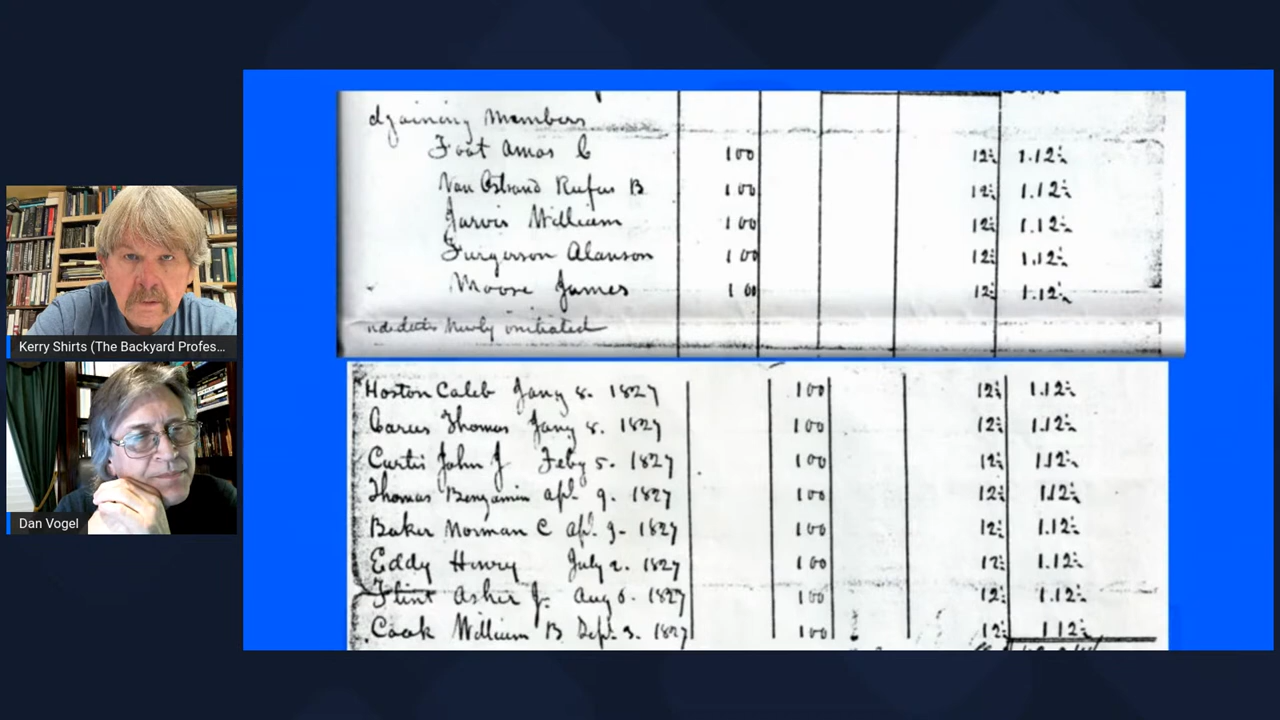 djoining Members
Foot Amos C 100 12½ 1.12½
Van Ostrand Rufus B 100 12½ 1.12½
Jarvis William 100 12½ 1.12½
Furgerson Alanson 100 12½ 1.12½
Moore James 100 12½ 1.12½
Newly initiated
Hoston Caleb Jany 8. 1827 100 12½ 1.12½
Carus Thomas Jany 8. 1827 100 12½ 1.12½
Curtis John J Feby 5. 1827 100 12½ 1.12½
Thomas Benjamin Apl. 9. 1827 100 12½ 1.12½
Baker Norman C Apl. 9- 1827 100 12½ 1.12½
Eddy Henry July 2. 1827 100 12½ 1.12½
Flint Asher J. Aug 6. 1827 100 12½ 1.12½
Cook William B Sep. 3. 1827 100 12½ 1 12½
Kerry Shirts (The Backyard Profes...
Dan Vogel